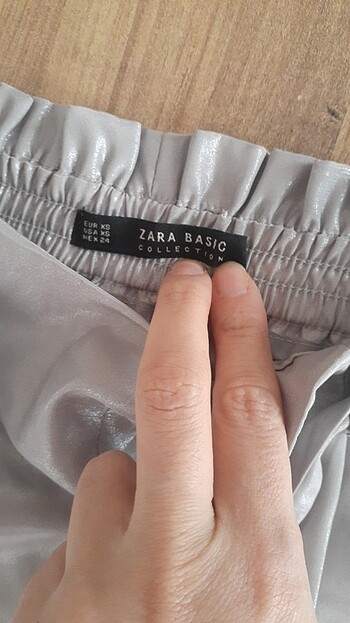 EUR XS
USA XS
MEX 24
ZARA BASIC
COLLECTION